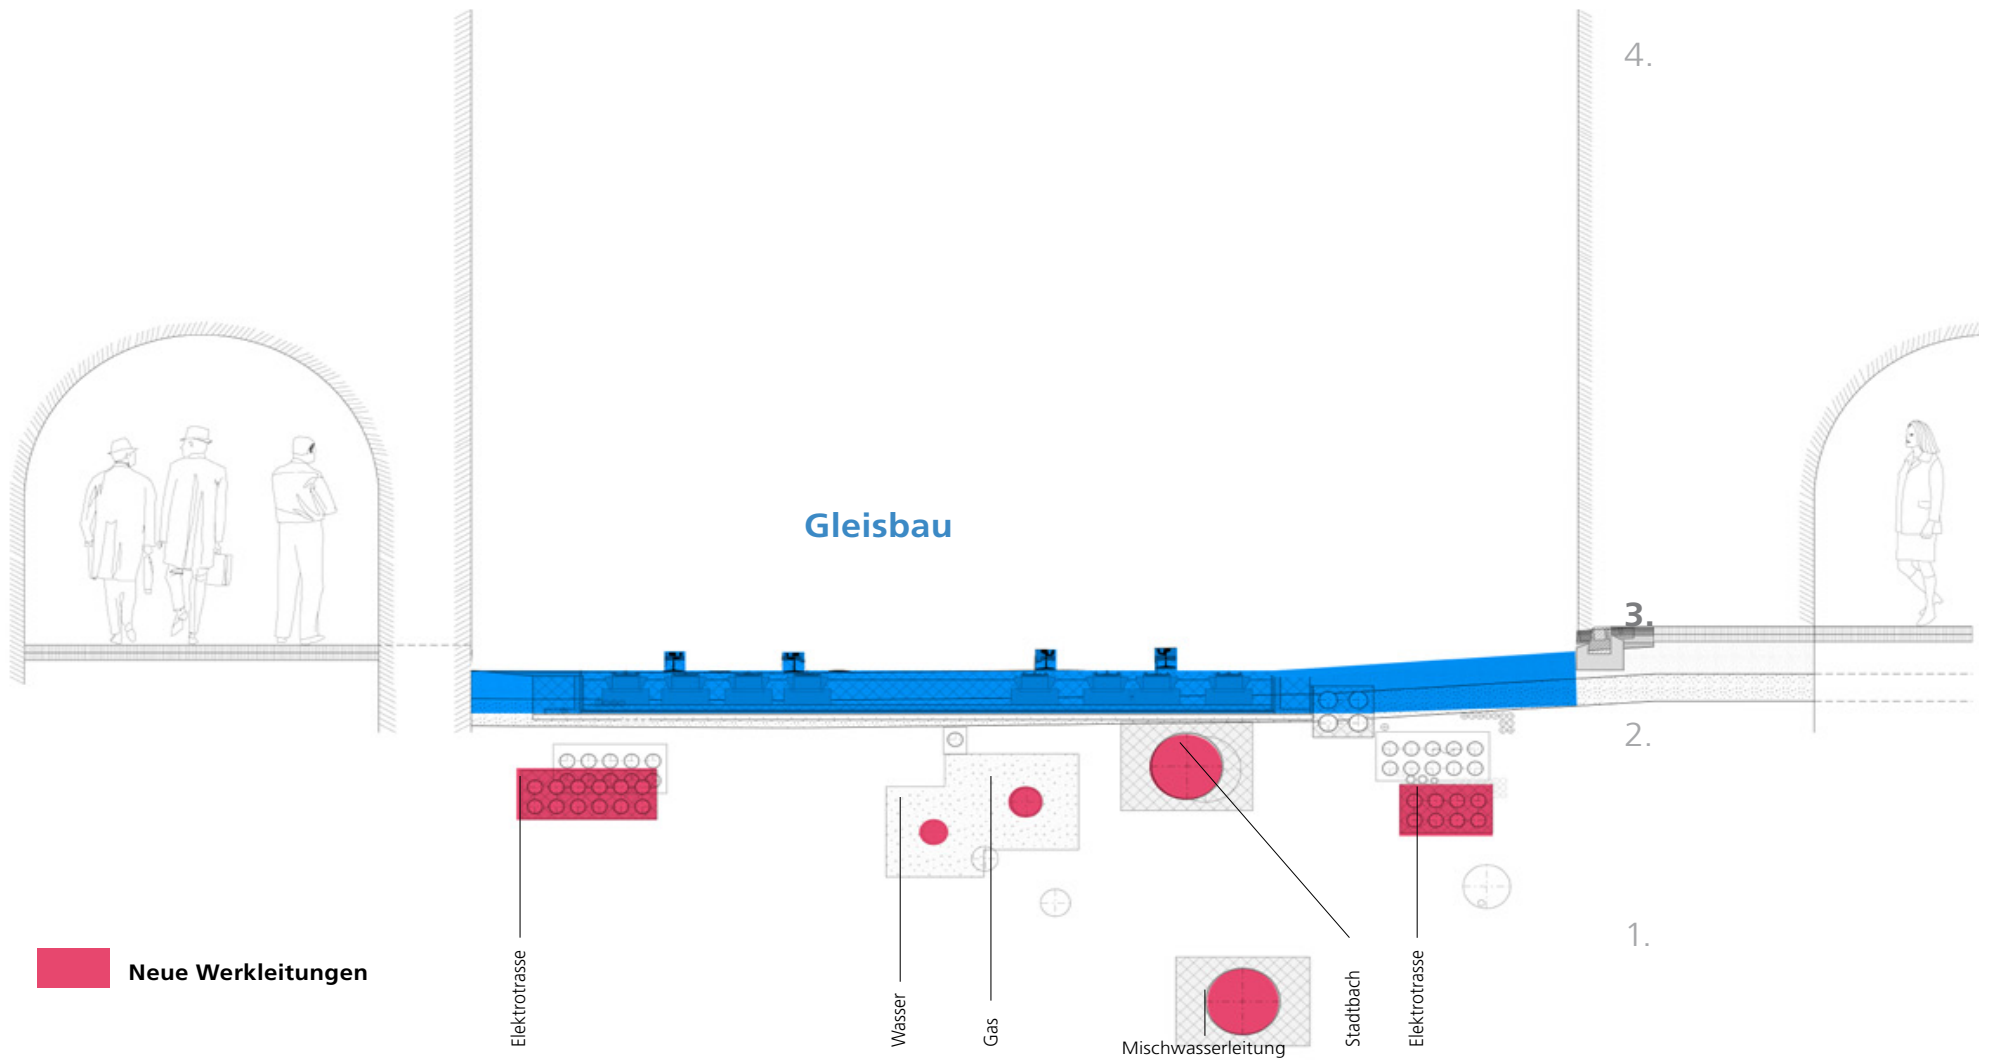 4.
Gleisbau
3.
2.
1.
Neue Werkleitungen
Elektrotrasse
Wasser
Gas
Mischwasserleitung
Stadtbach
Elektrotrasse